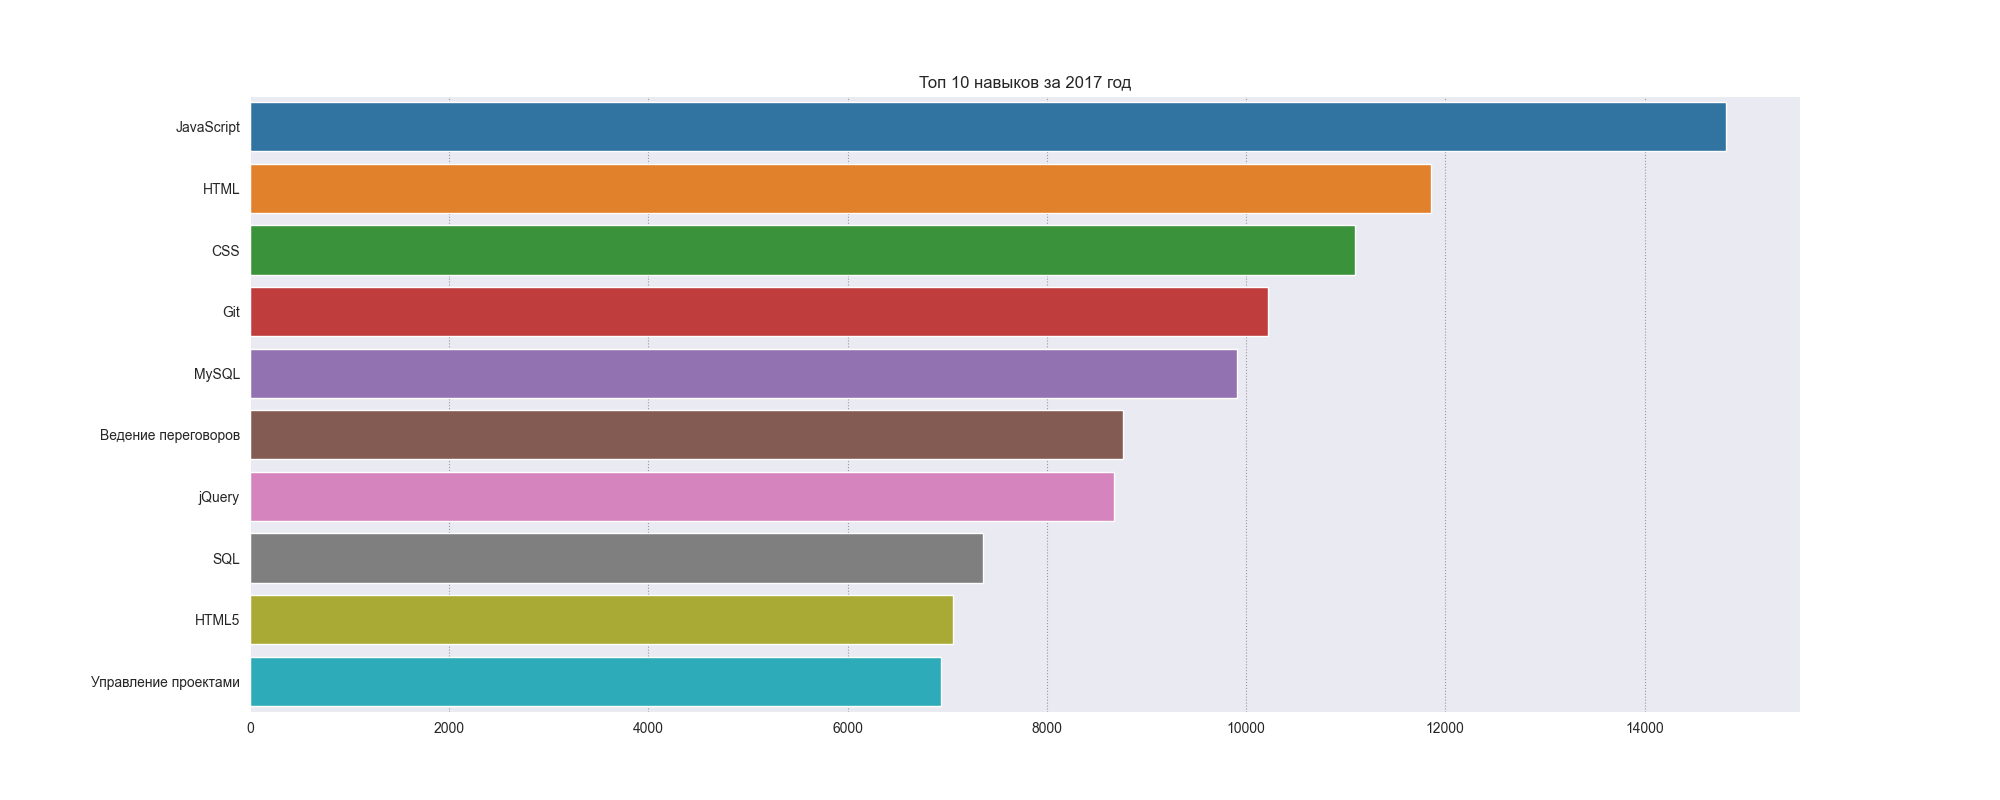 Топ 10 навыков за 2017 год
JavaScript
HTML
CSS
Git
MySQL
Ведение переговоров
jQuery
SQL
HTML5
Управление проектами
0 2000 4000 6000 8000 10000 12000 14000